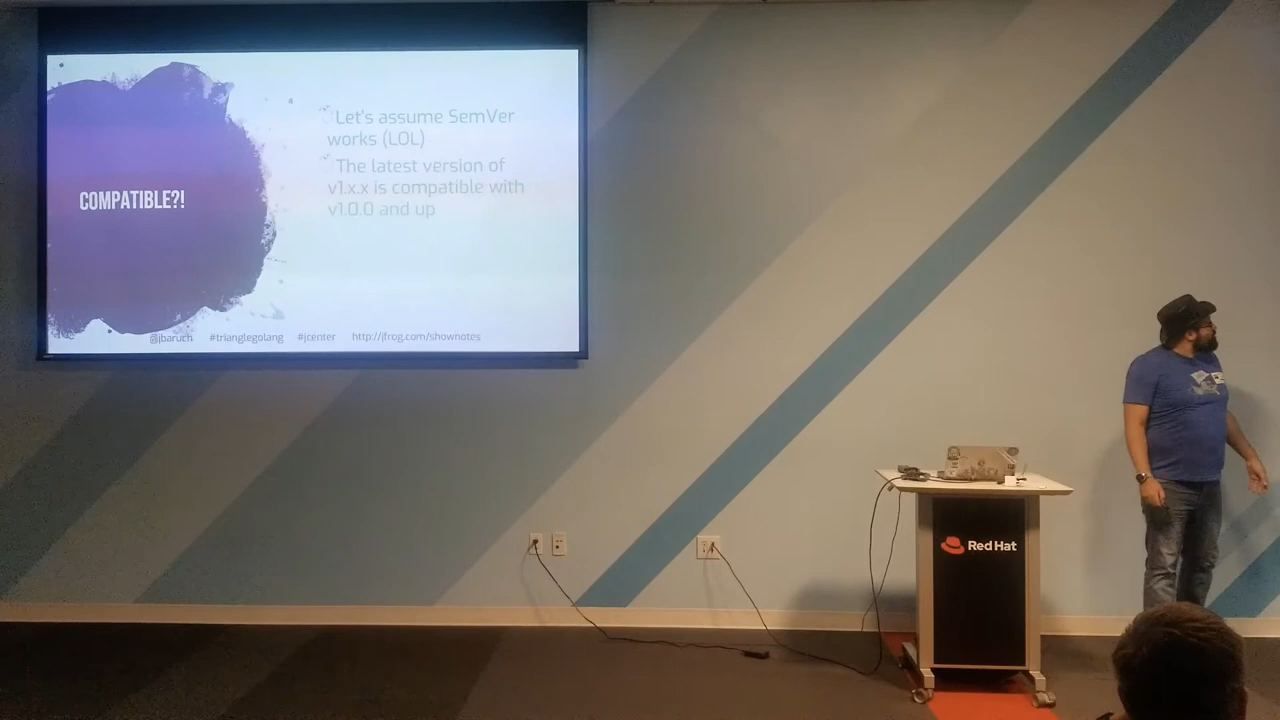 COMPATIBLE?!
Let's assume SemVer
works (LOL)
The latest version of
v1.x.x is compatible with
v1.0.0 and up
@jbaruch #trianglegolang #jcenter http://jfrog.com/shownotes
Red Hat